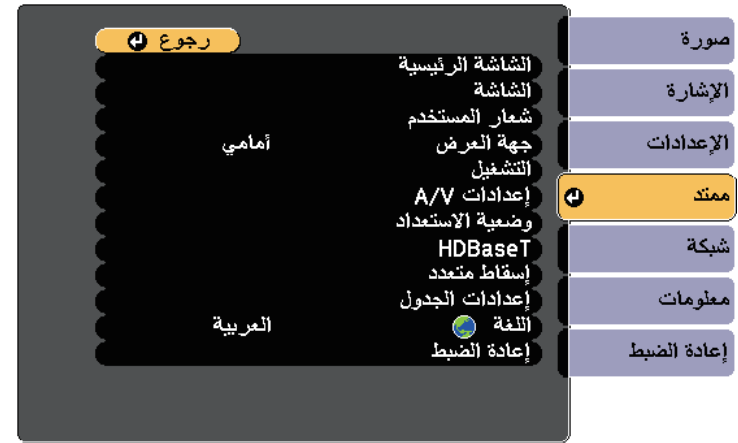 صورة
الإشارة
الإعدادات
ممتد
شبكة
معلومات
إعادة الضبط
رجوع
الشاشة الرئيسية
الشاشة
شعار المستخدم
جهة العرض أمامي
التشغيل
إعدادات A/V
وضعية الاستعداد
HDBaseT
إسقاط متعدد
إعدادات الجدول
اللغة العربية
إعادة الضبط